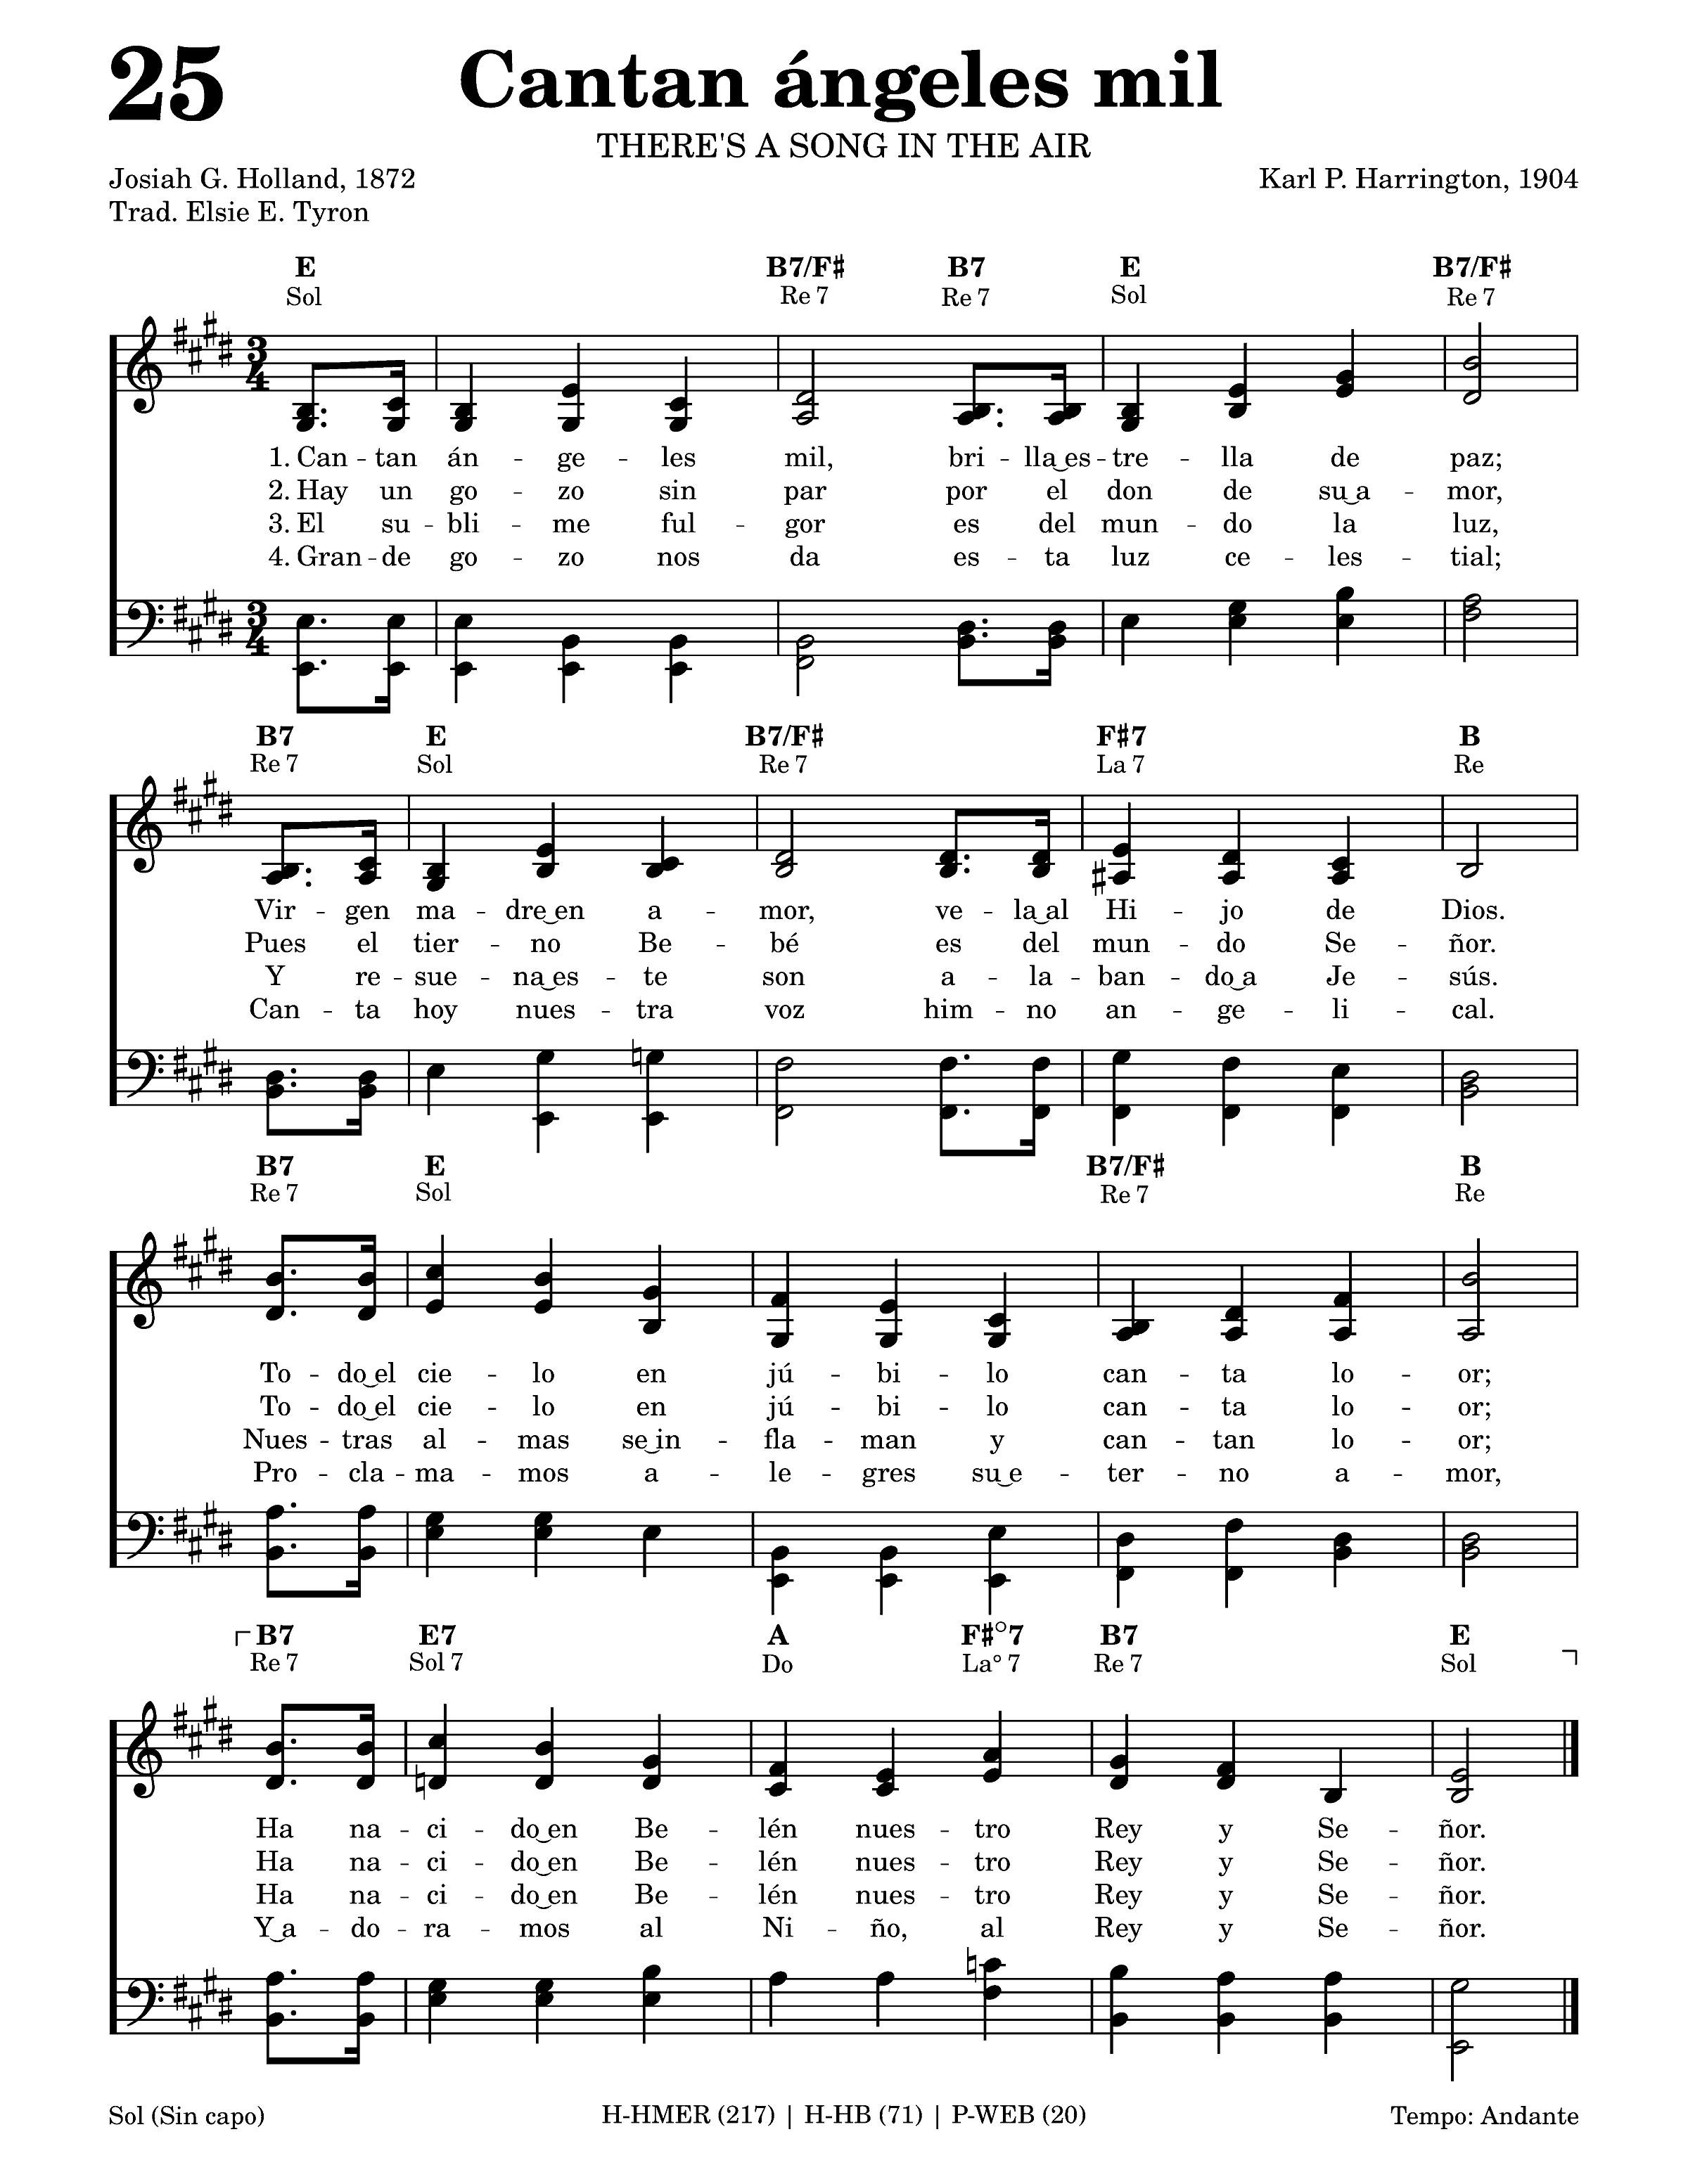 25
Cantan ángeles mil
THERE'S A SONG IN THE AIR
Josiah G. Holland, 1872
Karl P. Harrington, 1904
Trad. Elsie E. Tyron
E B7/F♯ B7 E B7/F♯
Sol Re 7 Re 7 Sol Re 7
3 4
1. Can -- tan án -- ge -- les mil, bri -- lla‿es -- tre -- lla de paz;
2. Hay un go -- zo sin par por el don de su‿a -- mor,
3. El su -- bli -- me ful -- gor es del mun -- do la luz,
4. Gran -- de go -- zo nos da es -- ta luz ce -- les -- tial;
3 4
B7 E B7/F♯ F♯7 B
Re 7 Sol Re 7 La 7 Re
Vir -- gen ma -- dre‿en a -- mor, ve -- la‿al Hi -- jo de Dios.
Pues el tier -- no Be -- bé es del mun -- do Se -- ñor.
Y re -- sue -- na‿es -- te son a -- la -- ban -- do‿a Je -- sús.
Can -- ta hoy nues -- tra voz him -- no an -- ge -- li -- cal.
B7 E B7/F♯ B
Re 7 Sol Re 7 Re
To -- do‿el cie -- lo en jú -- bi -- lo can -- ta lo -- or;
To -- do‿el cie -- lo en jú -- bi -- lo can -- ta lo -- or;
Nues -- tras al -- mas se‿in -- fla -- man y can -- tan lo -- or;
Pro -- cla -- ma -- mos a -- le -- gres su‿e -- ter -- no a -- mor,
B7 E7 A F♯°7 B7 E
Re 7 Sol 7 Do La° 7 Re 7 Sol
Ha na -- ci -- do‿en Be -- lén nues -- tro Rey y Se -- ñor.
Ha na -- ci -- do‿en Be -- lén nues -- tro Rey y Se -- ñor.
Ha na -- ci -- do‿en Be -- lén nues -- tro Rey y Se -- ñor.
Y‿a -- do -- ra -- mos al Ni -- ño, al Rey y Se -- ñor.
Sol (Sin capo)
H-HMER (217) | H-HB (71) | P-WEB (20)
Tempo: Andante